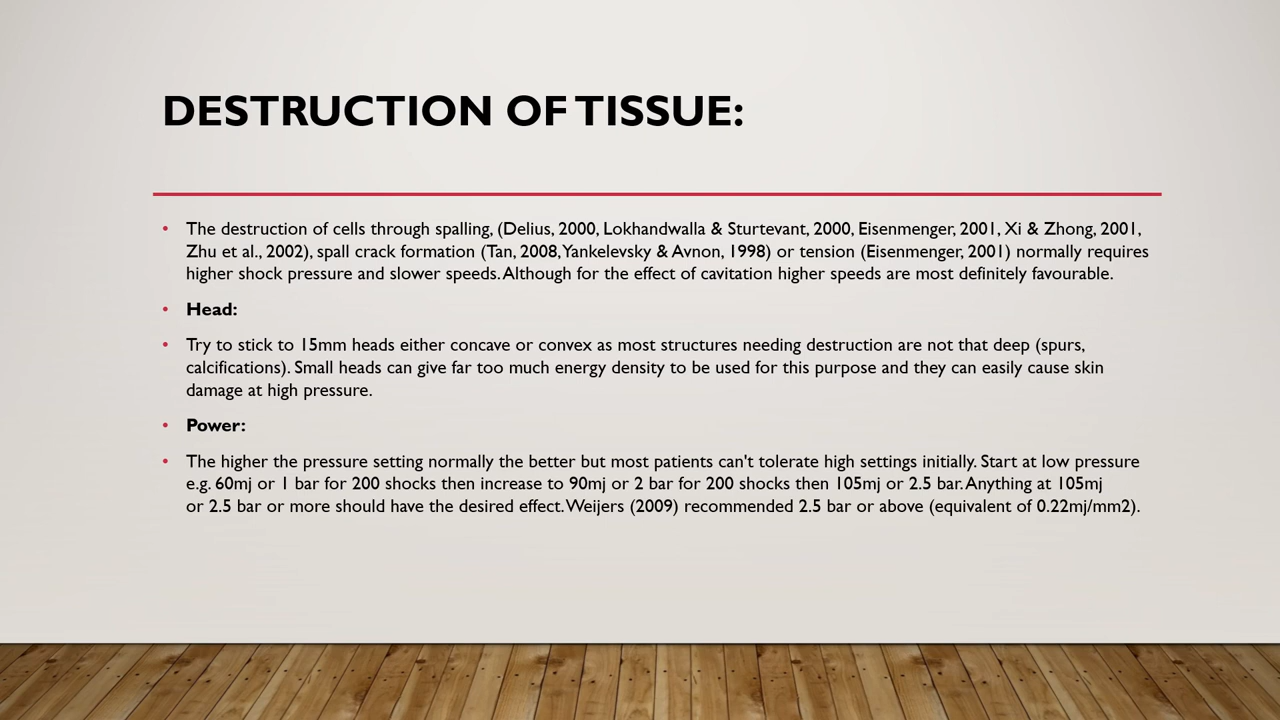 DESTRUCTION OF TISSUE:
• The destruction of cells through spalling, (Delius, 2000, Lokhandwalla & Sturtevant, 2000, Eisenmenger, 2001, Xi & Zhong, 2001,
Zhu et al., 2002), spall crack formation (Tan, 2008, Yankelevsky & Avnon, 1998) or tension (Eisenmenger, 2001) normally requires
higher shock pressure and slower speeds. Although for the effect of cavitation higher speeds are most definitely favourable.
• Head:
• Try to stick to 15mm heads either concave or convex as most structures needing destruction are not that deep (spurs,
calcifications). Small heads can give far too much energy density to be used for this purpose and they can easily cause skin
damage at high pressure.
• Power:
• The higher the pressure setting normally the better but most patients can't tolerate high settings initially. Start at low pressure
e.g. 60mj or 1 bar for 200 shocks then increase to 90mj or 2 bar for 200 shocks then 105mj or 2.5 bar. Anything at 105mj
or 2.5 bar or more should have the desired effect. Weijers (2009) recommended 2.5 bar or above (equivalent of 0.22mj/mm2).